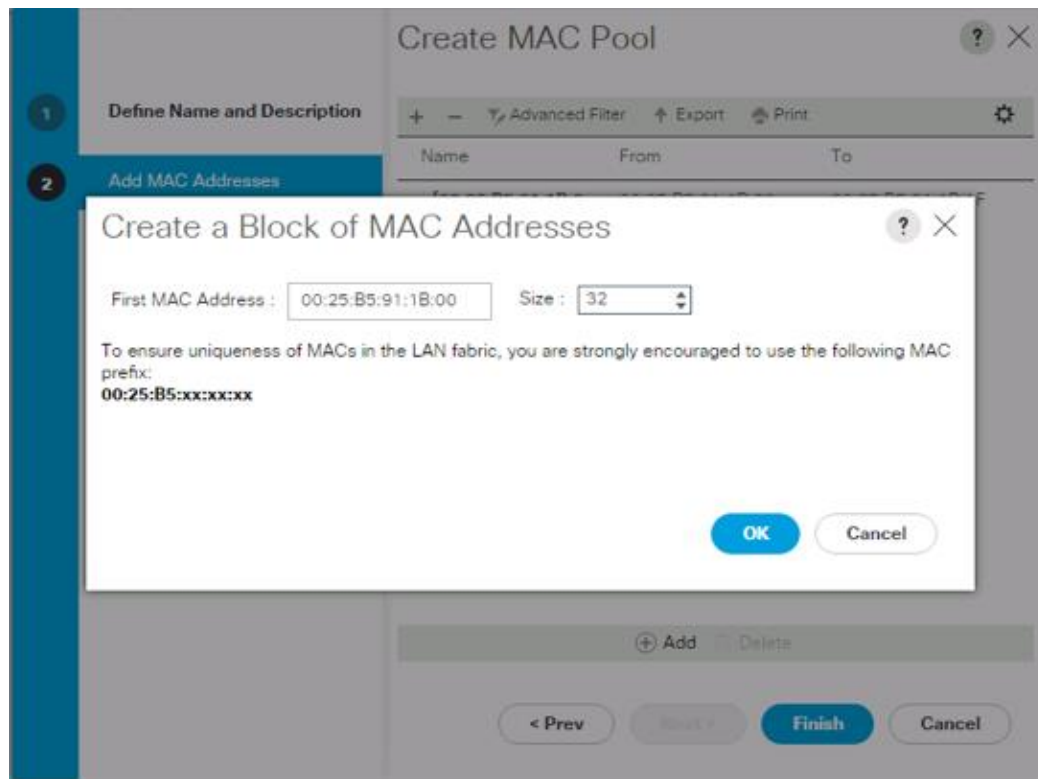 Create MAC Pool
?
1
Define Name and Description
+ − Advanced Filter Export Print
Name From To
2
Add MAC Addresses
Create a Block of MAC Addresses
?
First MAC Address : 00:25:B5:91:1B:00 Size : 32
To ensure uniqueness of MACs in the LAN fabric, you are strongly encouraged to use the following MAC
prefix:
00:25:B5:xx:xx:xx
OK Cancel
Add Delete
< Prev Next > Finish Cancel